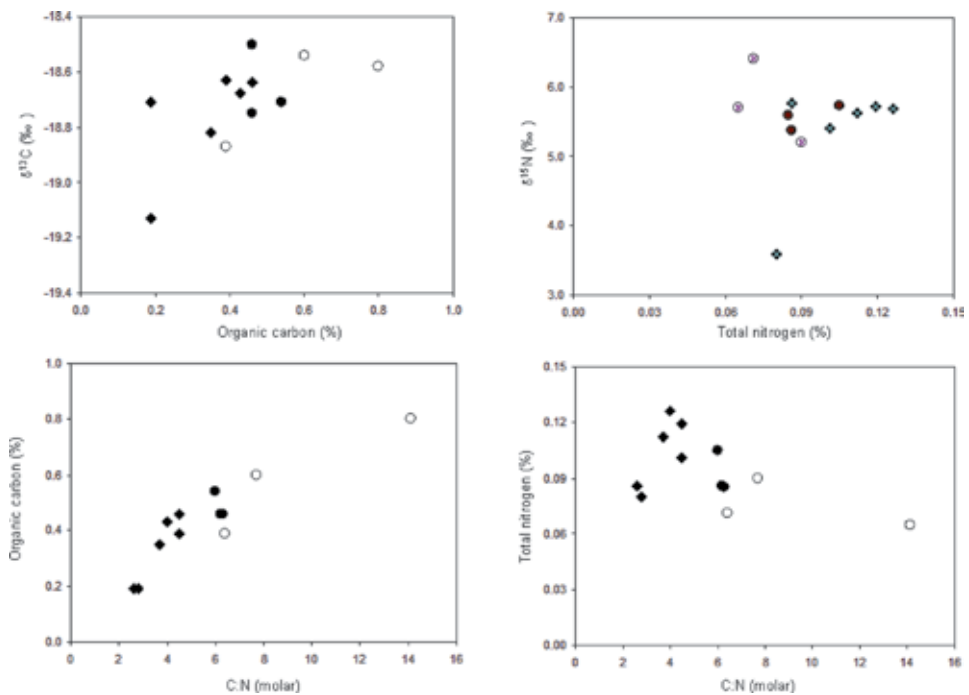 -18.4
-18.6
-18.8
-19.0
-19.2
-19.4
δ¹³C (‰)
0.0 0.2 0.4 0.6 0.8 1.0
Organic carbon (%)
7.0
6.0
5.0
4.0
3.0
δ¹⁵N (‰)
0.00 0.03 0.06 0.09 0.12 0.15
Total nitrogen (%)
1.0
0.8
0.6
0.4
0.2
0.0
Organic carbon (%)
0 2 4 6 8 10 12 14 16
C:N (molar)
0.15
0.12
0.09
0.06
0.03
0.00
Total nitrogen (%)
0 2 4 6 8 10 12 14 16
C:N (molar)